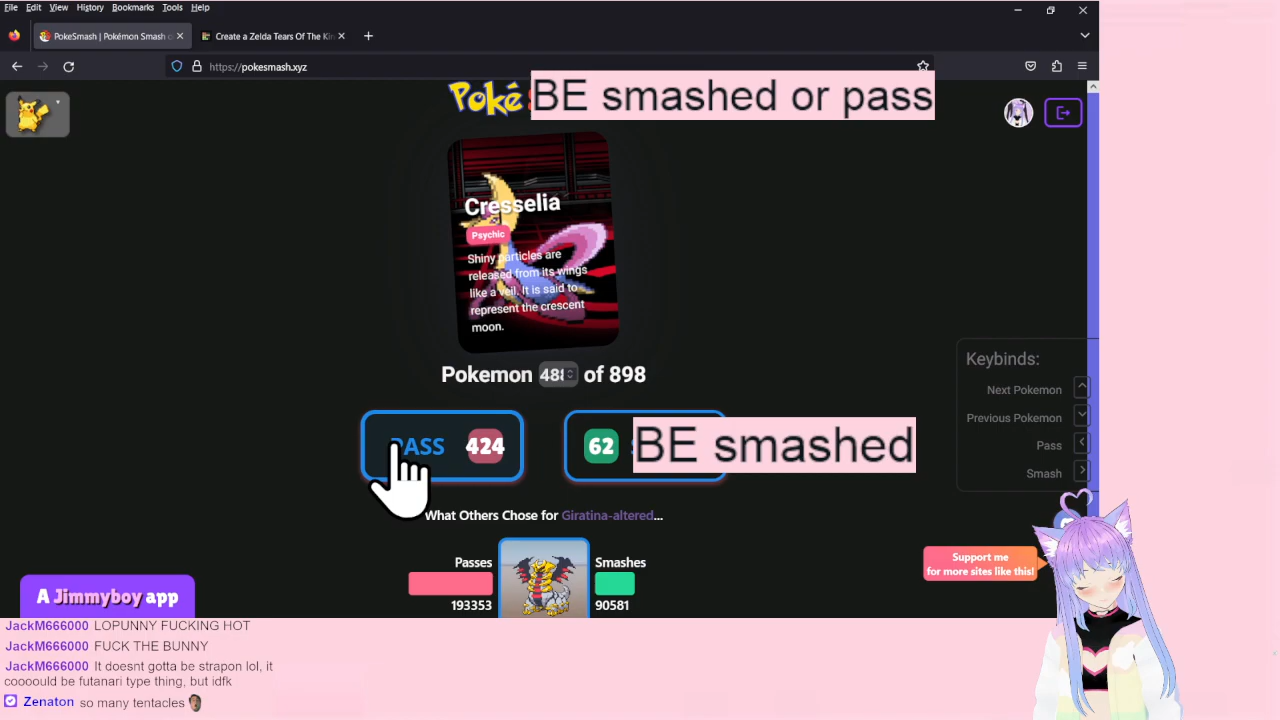 File Edit View History Bookmarks Tools Help
PokeSmash | Pokémon Smash o
Create a Zelda Tears Of The Kin
https://pokesmash.xyz
Poké BE smashed or pass
Cresselia
Psychic
Shiny particles are
released from its wings
like a veil. It is said to
represent the crescent
moon.
Pokemon 488 of 898
PASS 424
62 BE smashed
Keybinds:
Next Pokemon
Previous Pokemon
Pass
Smash
What Others Chose for Giratina-altered...
Passes
193353
Smashes
90581
Support me
for more sites like this!
A Jimmyboy app
JackM666000 LOPUNNY FUCKING HOT
JackM666000 FUCK THE BUNNY
JackM666000 It doesnt gotta be strapon lol, it
coooould be futanari type thing, but idfk
Zenaton so many tentacles